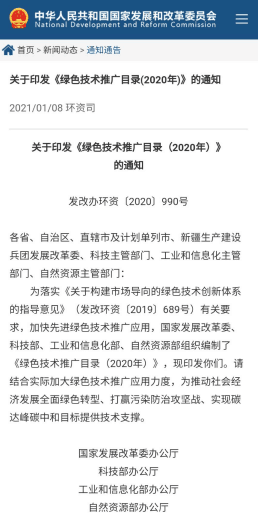 中华人民共和国国家发展和改革委员会
National Development and Reform Commission
首页 > 新闻动态 > 通知通告
关于印发《绿色技术推广目录(2020年)》的通知
2021/01/08 环资司
关于印发《绿色技术推广目录（2020年）》
的通知
发改办环资〔2020〕990号
各省、自治区、直辖市及计划单列市、新疆生产建设
兵团发展改革委、科技主管部门、工业和信息化主管
部门、自然资源主管部门：
为落实《关于构建市场导向的绿色技术创新体系
的指导意见》（发改环资〔2019〕689号）有关要
求，加快先进绿色技术推广应用，国家发展改革委、
科技部、工业和信息化部、自然资源部组织编制了
《绿色技术推广目录（2020年）》，现印发你们。请
结合实际加大绿色技术推广应用力度，为推动社会经
济发展全面绿色转型、打赢污染防治攻坚战、实现碳
达峰碳中和目标提供技术支撑。
国家发展改革委办公厅
科技部办公厅
工业和信息化部办公厅
自然资源部办公厅